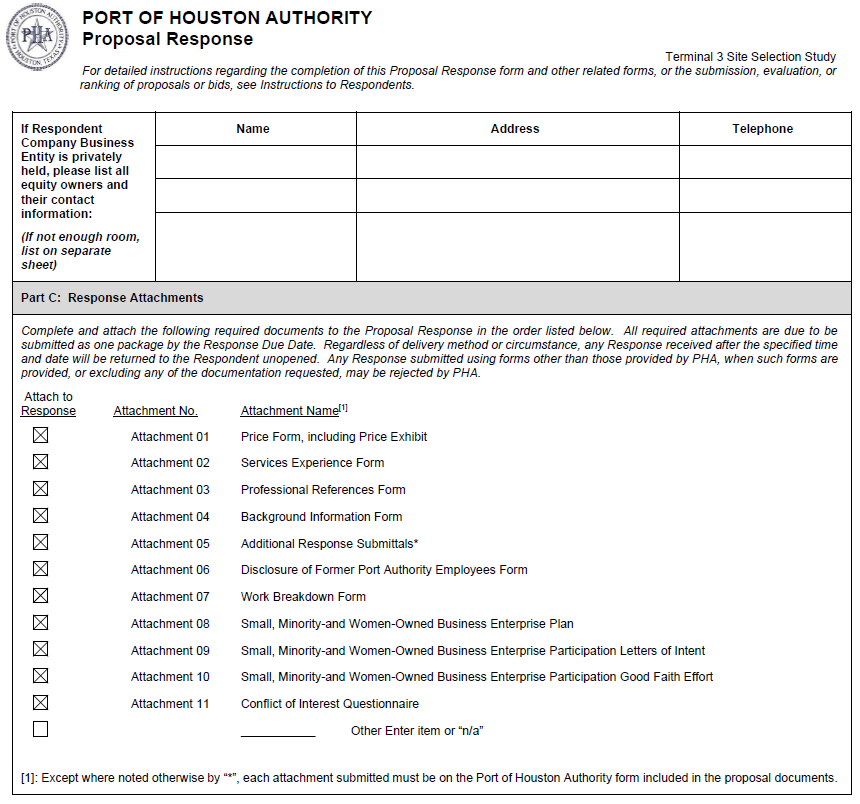 PORT OF HOUSTON AUTHORITY
HOUSTON, TEXAS
PHA
PORT OF HOUSTON AUTHORITY
Proposal Response
Terminal 3 Site Selection Study
For detailed instructions regarding the completion of this Proposal Response form and other related forms, or the submission, evaluation, or
ranking of proposals or bids, see Instructions to Respondents.
If Respondent
Company Business
Entity is privately
held, please list all
equity owners and
their contact
information:
(If not enough room,
list on separate
sheet)
Name Address Telephone
Part C: Response Attachments
Complete and attach the following required documents to the Proposal Response in the order listed below. All required attachments are due to be
submitted as one package by the Response Due Date. Regardless of delivery method or circumstance, any Response received after the specified time
and date will be returned to the Respondent unopened. Any Response submitted using forms other than those provided by PHA, when such forms are
provided, or excluding any of the documentation requested, may be rejected by PHA.
Attach to
Response Attachment No. Attachment Name[1]
☒ Attachment 01 Price Form, including Price Exhibit
☒ Attachment 02 Services Experience Form
☒ Attachment 03 Professional References Form
☒ Attachment 04 Background Information Form
☒ Attachment 05 Additional Response Submittals*
☒ Attachment 06 Disclosure of Former Port Authority Employees Form
☒ Attachment 07 Work Breakdown Form
☒ Attachment 08 Small, Minority-and Women-Owned Business Enterprise Plan
☒ Attachment 09 Small, Minority-and Women-Owned Business Enterprise Participation Letters of Intent
☒ Attachment 10 Small, Minority-and Women-Owned Business Enterprise Participation Good Faith Effort
☒ Attachment 11 Conflict of Interest Questionnaire
☐ ___________ Other Enter item or “n/a”
[1]: Except where noted otherwise by “*”, each attachment submitted must be on the Port of Houston Authority form included in the proposal documents.